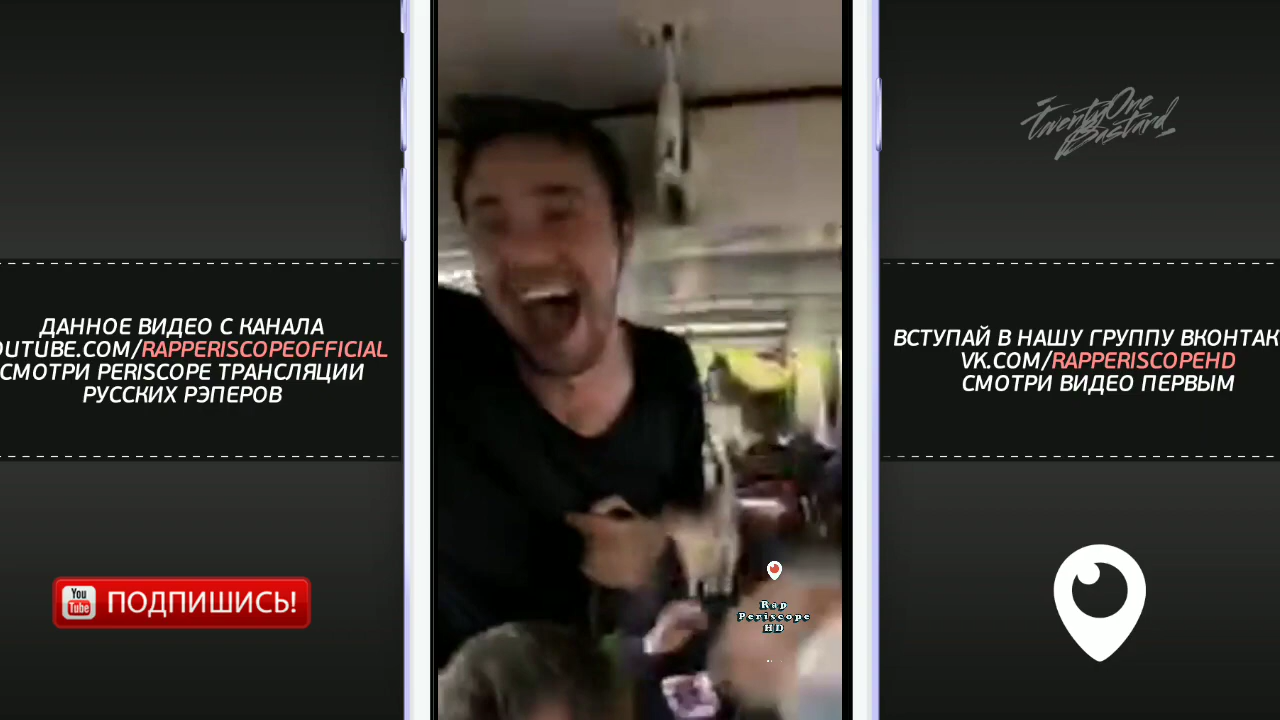 ДАННОЕ ВИДЕО С КАНАЛА
OUTUBE.COM/RAPPERISCOPEOFFICIAL
СМОТРИ PERISCOPE ТРАНСЛЯЦИИ
РУССКИХ РЭПЕРОВ
You
Tube
ПОДПИШИСЬ!
Rap
Periscope
HD
TwentyOne
Bastard
ВСТУПАЙ В НАШУ ГРУППУ ВКОНТАК
VK.COM/RAPPERISCOPEHD
СМОТРИ ВИДЕО ПЕРВЫМ